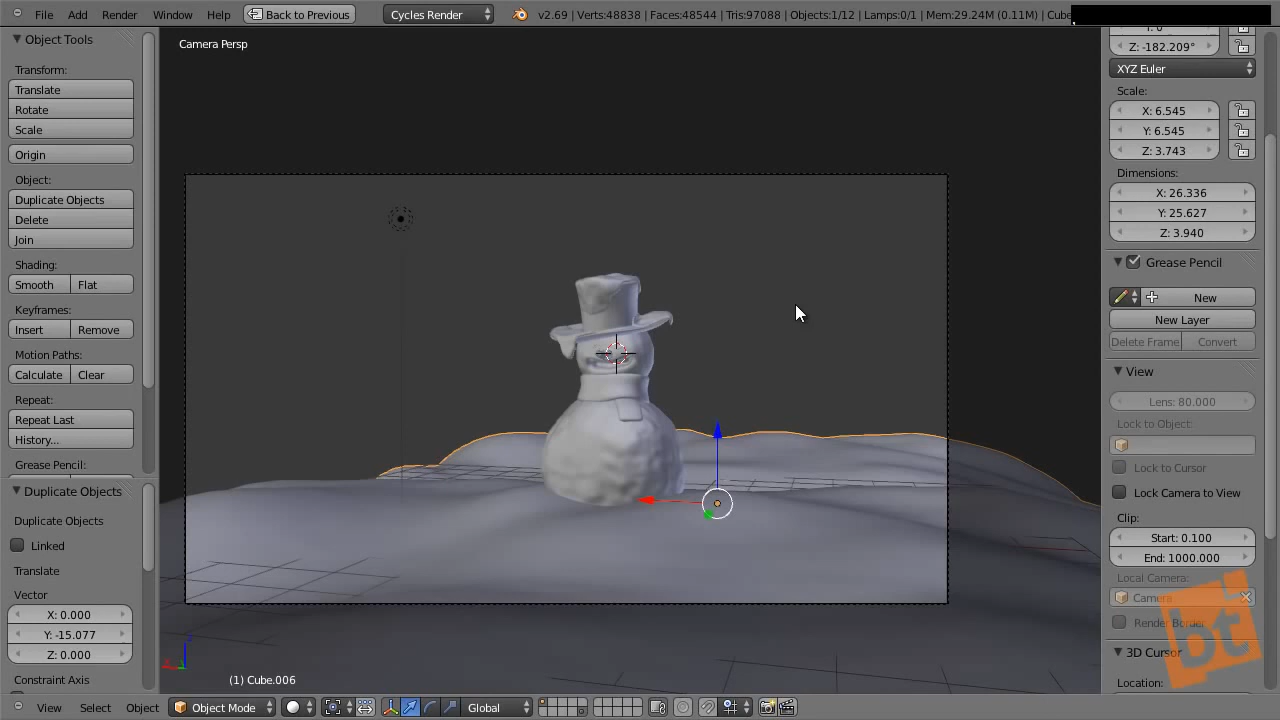 File Add Render Window Help Back to Previous Cycles Render v2.69 | Verts:48838 | Faces:48544 | Tris:97088 | Objects:1/12 | Lamps:0/1 | Mem:29.24M (0.11M) | Cube
Object Tools
Transform:
Translate
Rotate
Scale
Origin
Object:
Duplicate Objects
Delete
Join
Shading:
Smooth Flat
Keyframes:
Insert Remove
Motion Paths:
Calculate Clear
Repeat:
Repeat Last
History...
Grease Pencil:
Duplicate Objects
Duplicate Objects
Linked
Translate
Vector
X: 0.000
Y: -15.077
Z: 0.000
Constraint Axis
Camera Persp
(1) Cube.006
Z: -182.209°
XYZ Euler
Scale:
X: 6.545
Y: 6.545
Z: 3.743
Dimensions:
X: 26.336
Y: 25.627
Z: 3.940
Grease Pencil
New
New Layer
Delete Frame Convert
View
Lens: 80.000
Lock to Object:
Lock to Cursor
Lock Camera to View
Clip:
Start: 0.100
End: 1000.000
Local Camera:
Camera
Render Border
3D Cursor
Location:
bt
View Select Object Object Mode Global